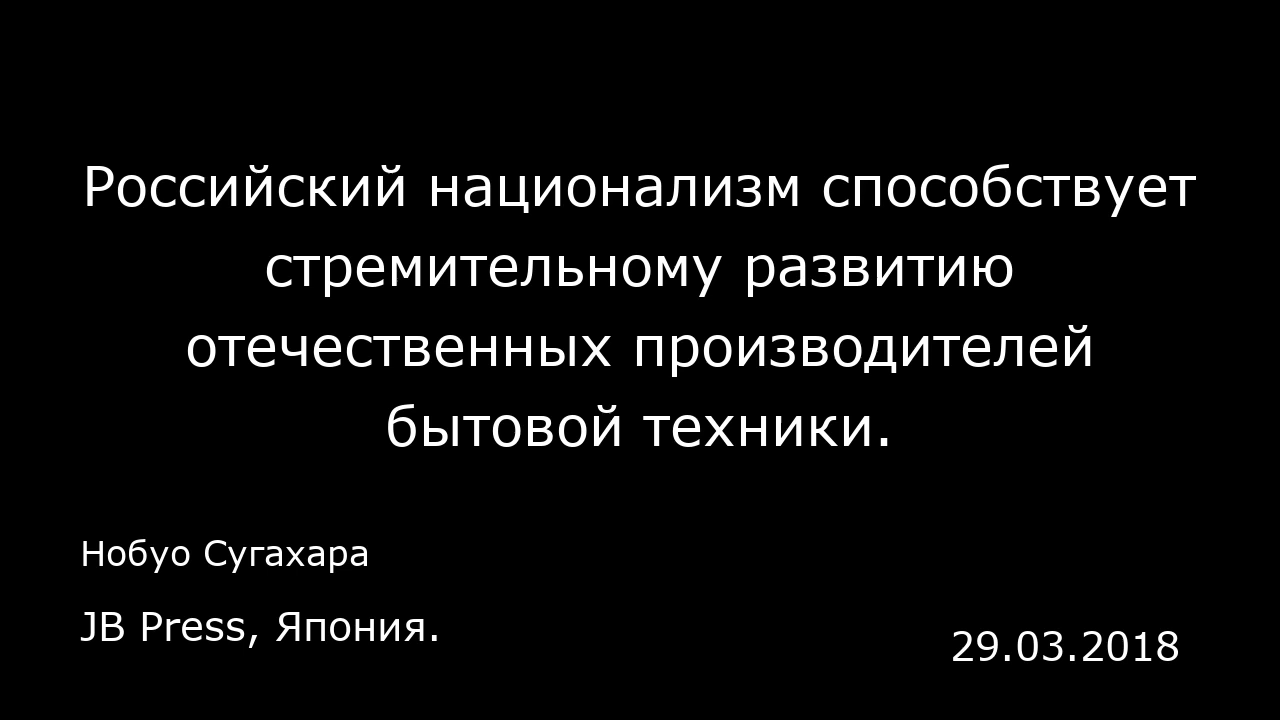 Российский национализм способствует
стремительному развитию
отечественных производителей
бытовой техники.
Нобуо Сугахара
JB Press, Япония.
29.03.2018